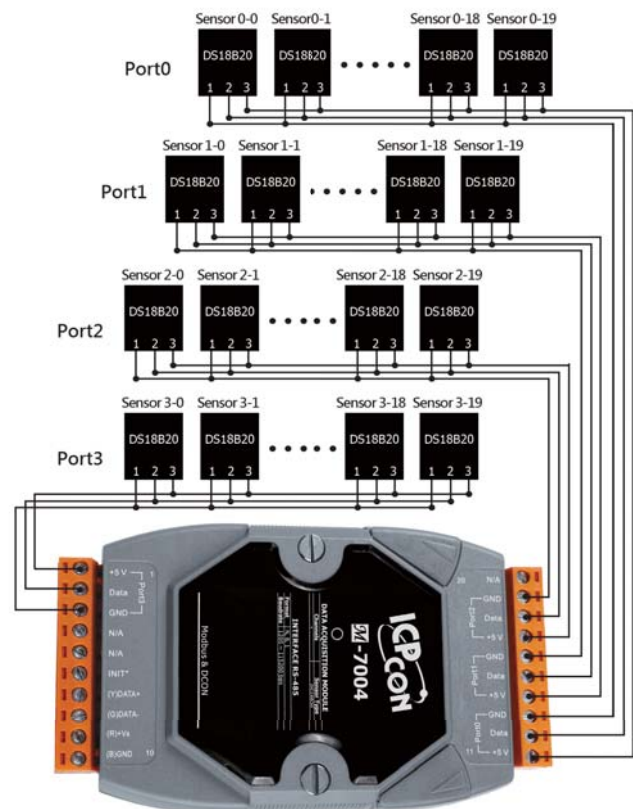 Sensor 0-0 Sensor0-1 Sensor 0-18 Sensor 0-19
Port0
DS18B20 DS18B20 DS18B20 DS18B20
1 2 3 1 2 3 1 2 3 1 2 3
Sensor 1-0 Sensor 1-1 Sensor 1-18 Sensor 1-19
Port1
DS18B20 DS18B20 DS18B20 DS18B20
1 2 3 1 2 3 1 2 3 1 2 3
Sensor 2-0 Sensor 2-1 Sensor 2-18 Sensor 2-19
Port2
DS18B20 DS18B20 DS18B20 DS18B20
1 2 3 1 2 3 1 2 3 1 2 3
Sensor 3-0 Sensor 3-1 Sensor 3-18 Sensor 3-19
Port3
DS18B20 DS18B20 DS18B20 DS18B20
1 2 3 1 2 3 1 2 3 1 2 3
+5 V
Data
GND
Port3
1
N/A
N/A
INIT*
(Y)DATA+
(G)DATA-
(R)+Vs
(B)GND 10
Modbus & DCON
INTERFACE RS-485
Format
Baudrate
DATA ACQUISITION MODULE
Channels
Sensor Type
ICP CON
M-7004
20 N/A
GND
Data
+5 V
Port2
GND
Data
+5 V
Port1
GND
Data
11 +5 V
Port0